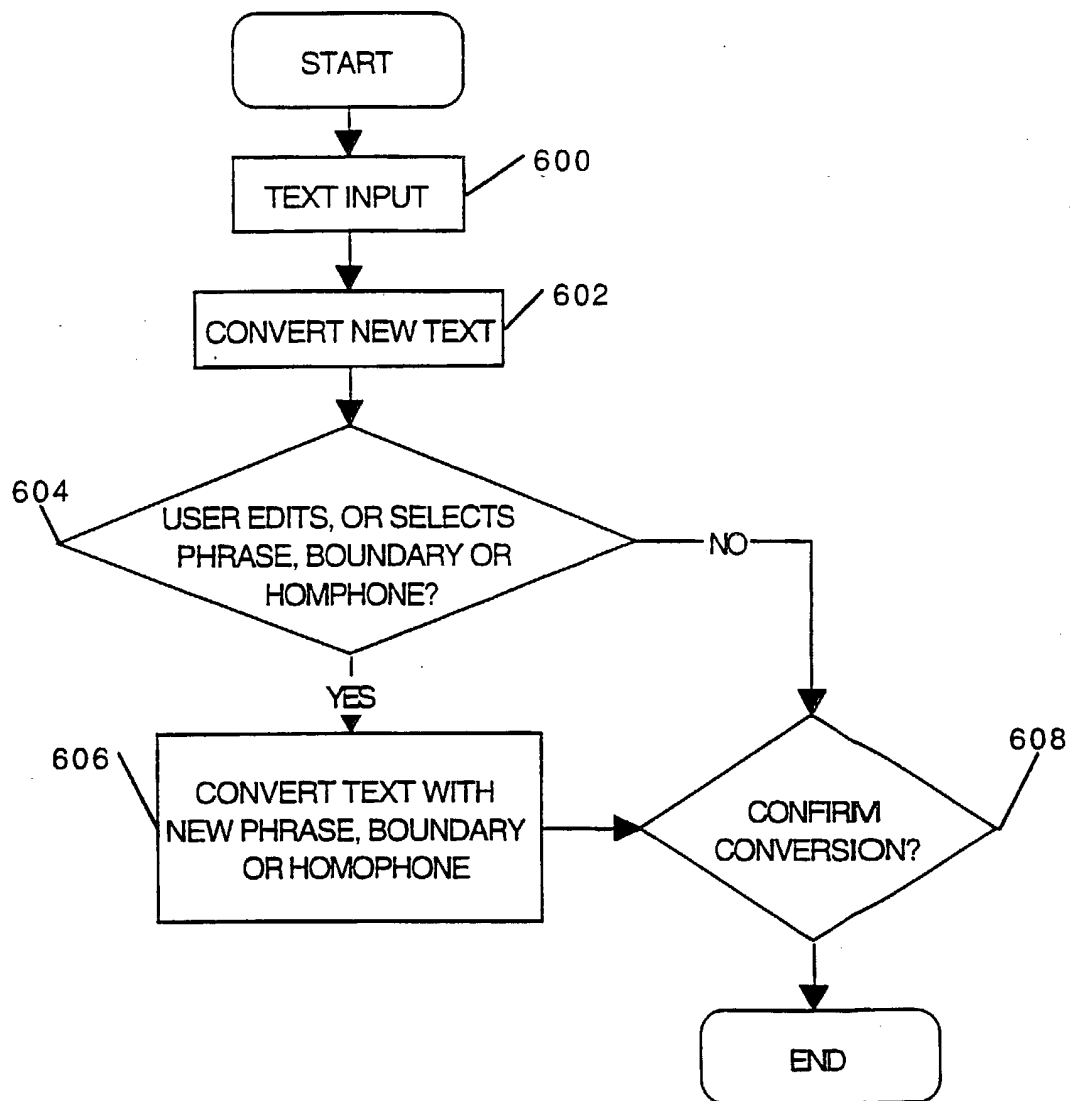 START
600
TEXT INPUT
602
CONVERT NEW TEXT
604
USER EDITS, OR SELECTS
PHRASE, BOUNDARY OR
HOMPHONE?
NO
YES
606
CONVERT TEXT WITH
NEW PHRASE, BOUNDARY
OR HOMOPHONE
608
CONFIRM
CONVERSION?
END